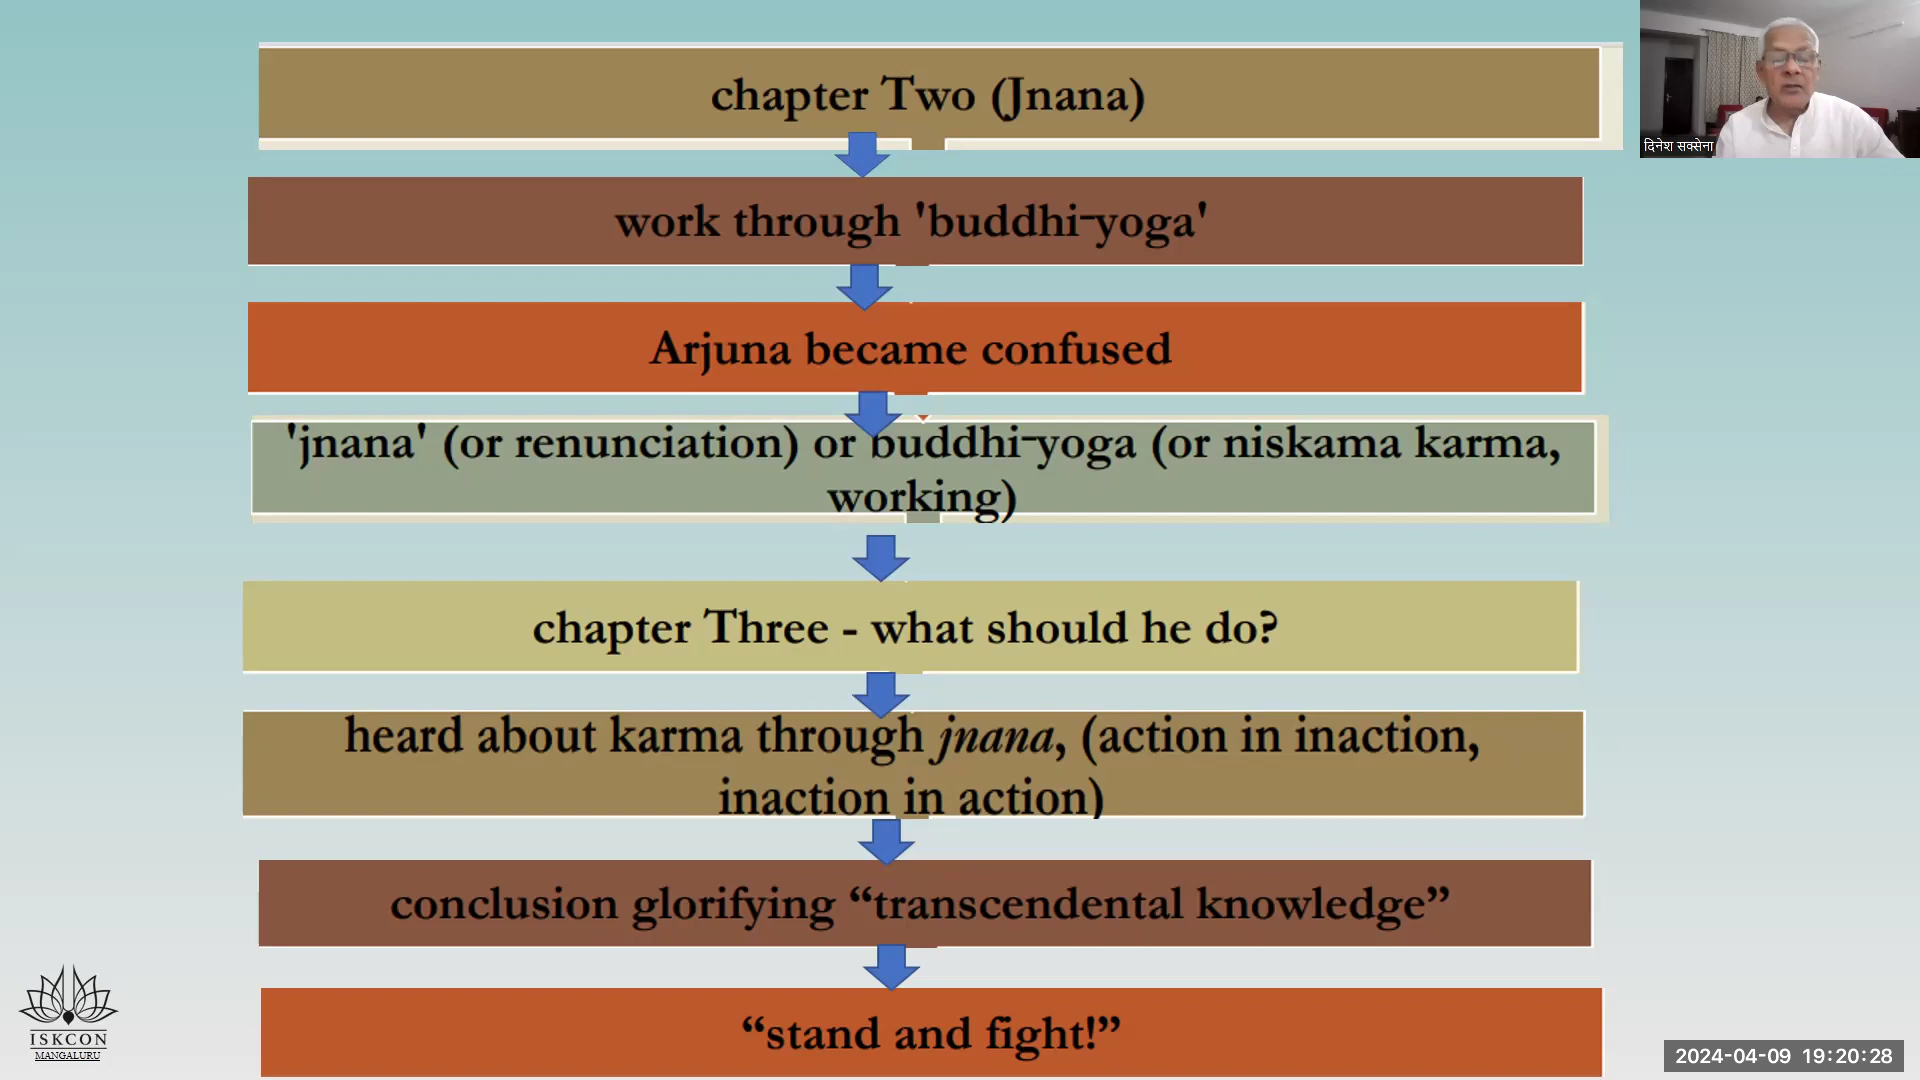 chapter Two (Jnana)
दिनेश सक्सेना
work through 'buddhi-yoga'
Arjuna became confused
'jnana' (or renunciation) or buddhi-yoga (or niskama karma,
working)
chapter Three - what should he do?
heard about karma through jnana, (action in inaction,
inaction in action)
conclusion glorifying “transcendental knowledge”
“stand and fight!”
ISKCON
MANGALURU
2024-04-09 19:20:28